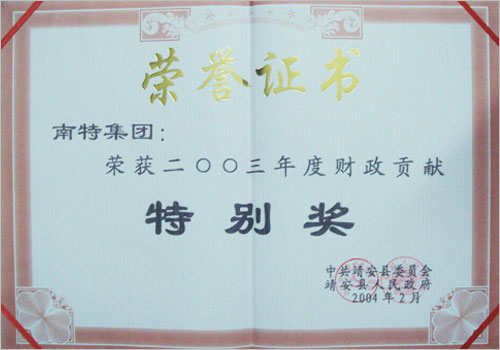 荣誉证书
南特集团：
荣获二〇〇三年度财政贡献
特别奖
中共靖安县委员会
靖安县人民政府
2004年2月